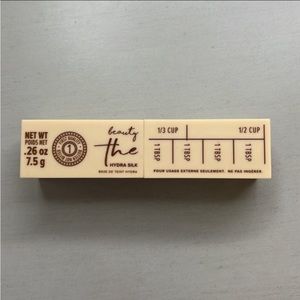 NET WT
POIDS NET
.26 oz
7.5 g
1
beauty
the
HYDRA SILK
BASE DE TEINT HYDRA
1/3 CUP
1/2 CUP
1 TBSP
1 TBSP
1 TBSP
1 TBSP
POUR USAGE EXTERNE SEULEMENT. NE PAS INGÉRER.